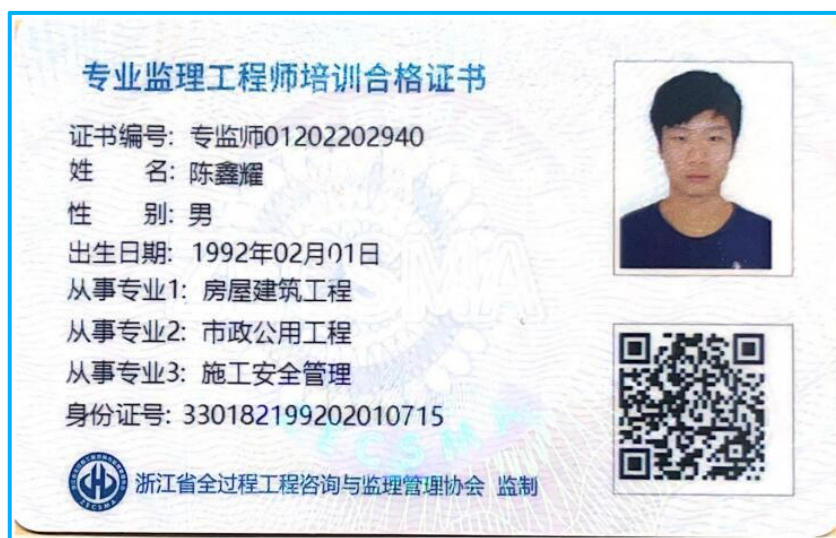 专业监理工程师培训合格证书
证书编号: 专监师01202202940
姓 名: 陈鑫耀
性 别: 男
出生日期: 1992年02月01日
从事专业1: 房屋建筑工程
从事专业2: 市政公用工程
从事专业3: 施工安全管理
身份证号: 330182199202010715
ZECSMA
ZECSMA
浙江省全过程工程咨询与监理管理协会 监制